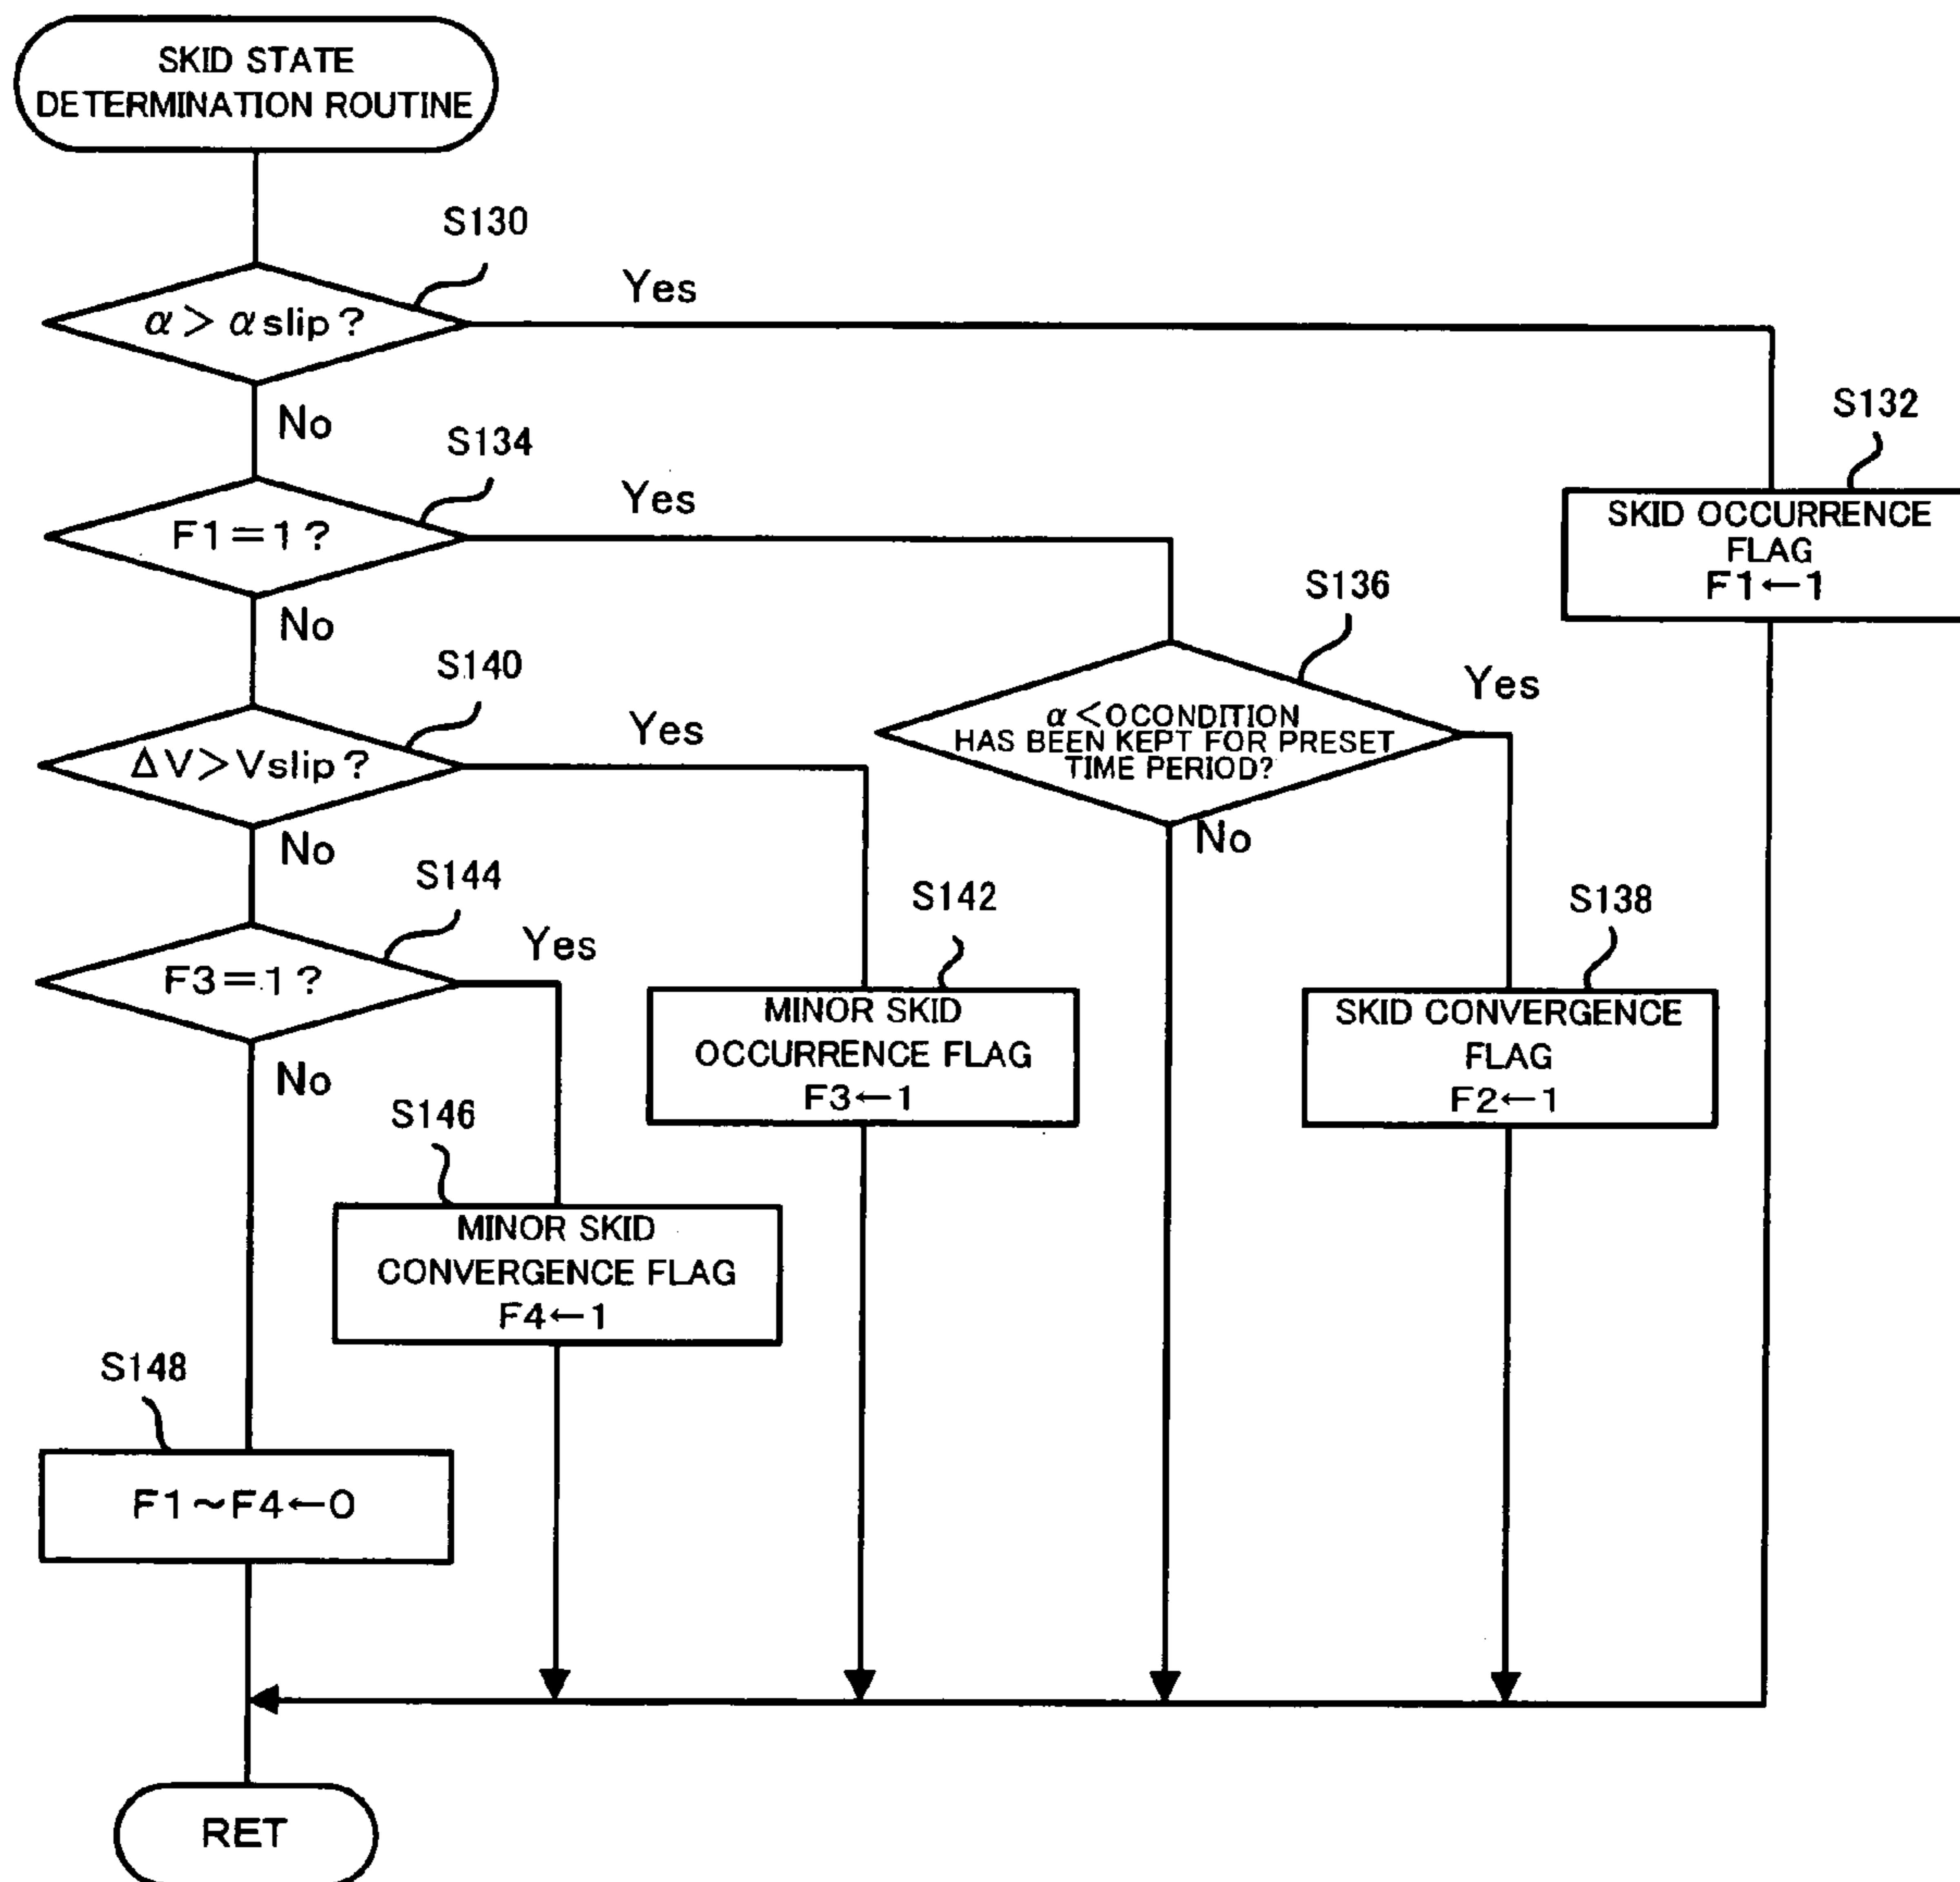 SKID STATE
DETERMINATION ROUTINE
S130
α > α slip ?
Yes
No
S132
SKID OCCURRENCE
FLAG
F1←1
S134
F1=1?
Yes
No
S136
α <0CONDITION
HAS BEEN KEPT FOR PRESET
TIME PERIOD?
Yes
No
S140
ΔV>Vslip?
Yes
No
S142
MINOR SKID
OCCURRENCE FLAG
F3←1
S138
SKID CONVERGENCE
FLAG
F2←1
S144
F3=1?
Yes
No
S146
MINOR SKID
CONVERGENCE FLAG
F4←1
S148
F1~F4←0
RET